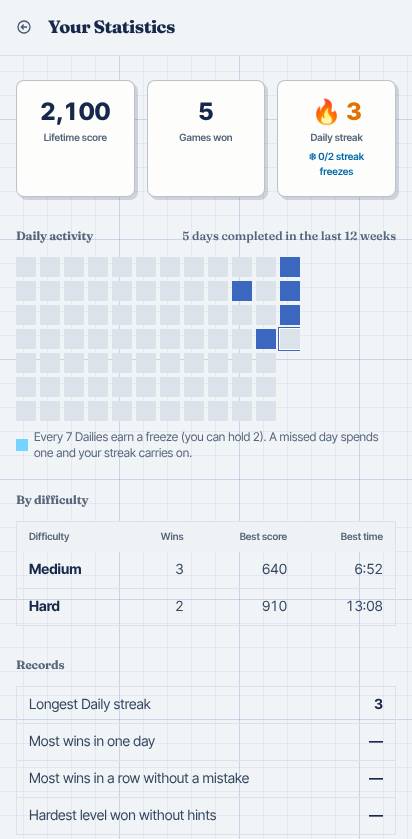 Your Statistics
2,100
Lifetime score
5
Games won
🔥 3
Daily streak
❄ 0/2 streak
freezes
Daily activity
5 days completed in the last 12 weeks
Every 7 Dailies earn a freeze (you can hold 2). A missed day spends
one and your streak carries on.
By difficulty
Difficulty Wins Best score Best time
Medium 3 640 6:52
Hard 2 910 13:08
Records
Longest Daily streak 3
Most wins in one day —
Most wins in a row without a mistake —
Hardest level won without hints —